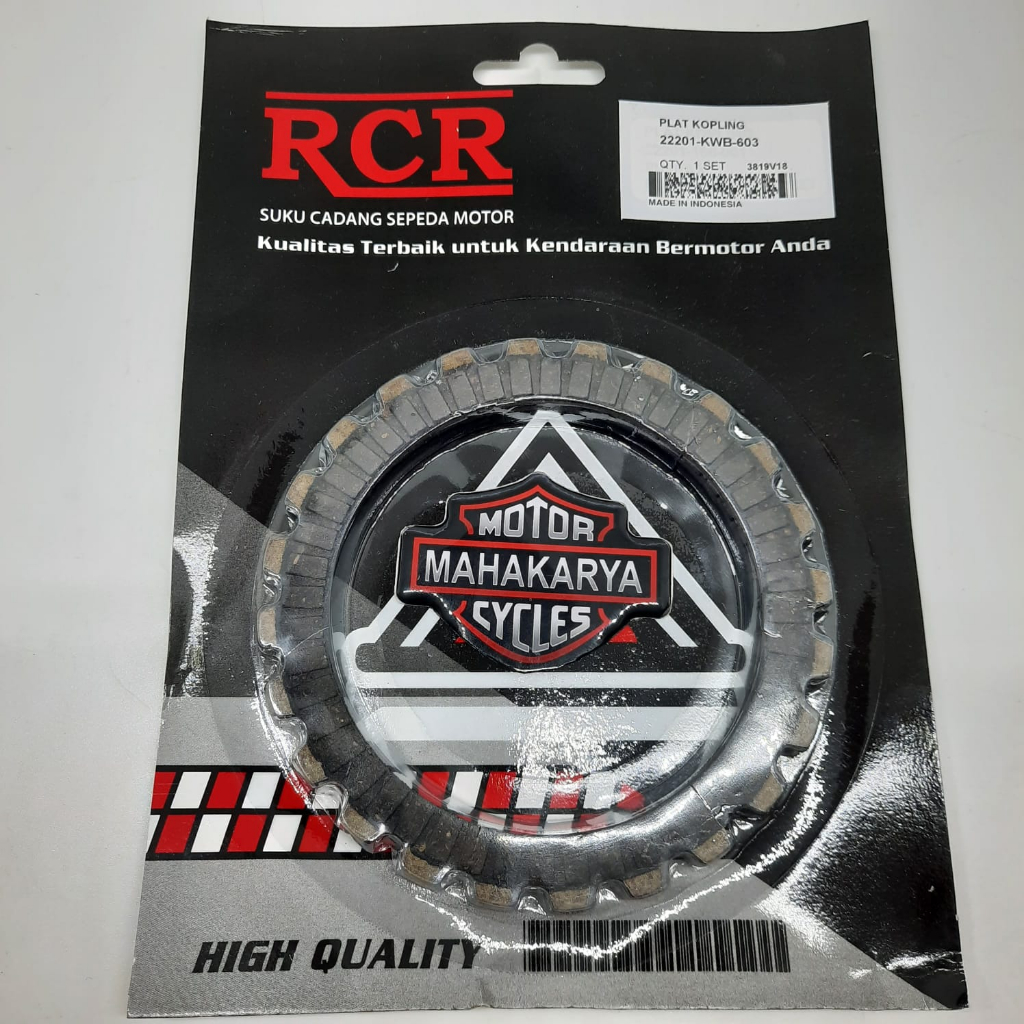 RCR
SUKU CADANG SEPEDA MOTOR
Kualitas Terbaik untuk Kendaraan Bermotor Anda
PLAT KOPLING
22201-KWB-603
QTY. 1 SET 3819V18
MADE IN INDONESIA
MOTOR
MAHAKARYA
CYCLES
HIGH QUALITY